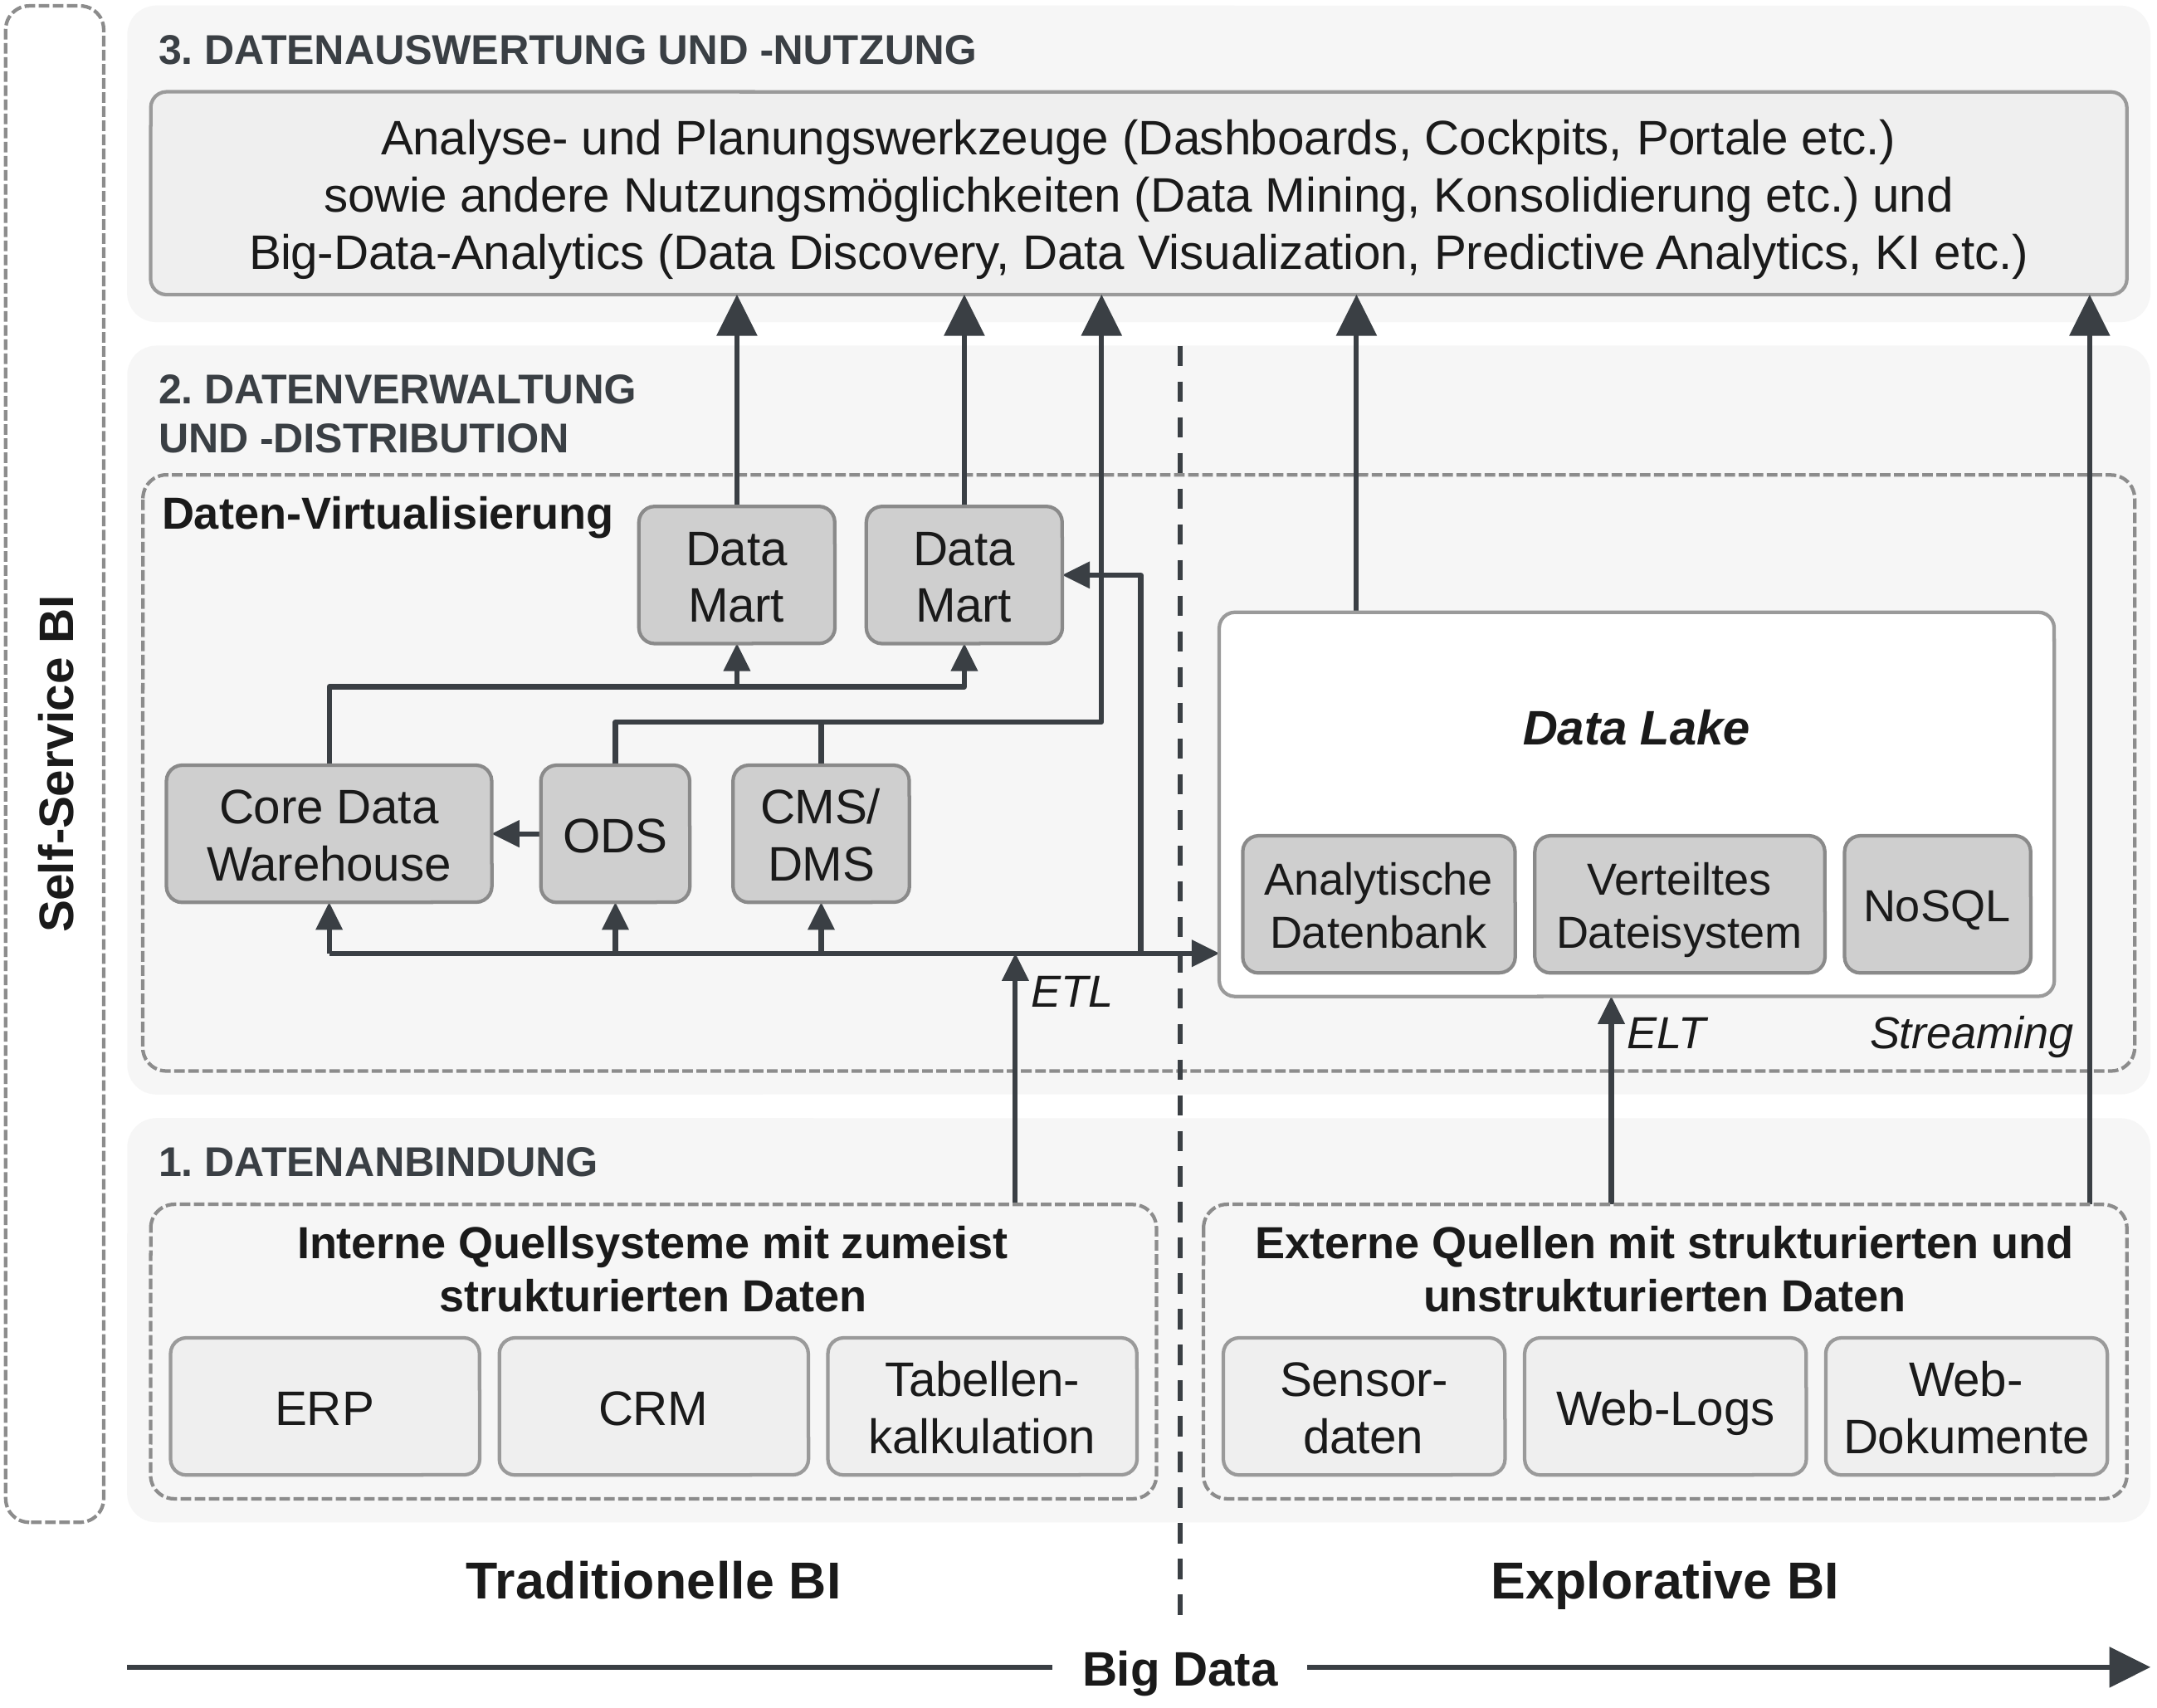 3. DATENAUSWERTUNG UND -NUTZUNG
Analyse- und Planungswerkzeuge (Dashboards, Cockpits, Portale etc.)
sowie andere Nutzungsmöglichkeiten (Data Mining, Konsolidierung etc.) und
Big-Data-Analytics (Data Discovery, Data Visualization, Predictive Analytics, KI etc.)
Self-Service BI
2. DATENVERWALTUNG
UND -DISTRIBUTION
Daten-Virtualisierung
Data
Mart
Data
Mart
Core Data
Warehouse
ODS
CMS/
DMS
ETL
Data Lake
Analytische
Datenbank
Verteiltes
Dateisystem
NoSQL
ELT
Streaming
1. DATENANBINDUNG
Interne Quellsysteme mit zumeist
strukturierten Daten
ERP
CRM
Tabellen-
kalkulation
Externe Quellen mit strukturierten und
unstrukturierten Daten
Sensor-
daten
Web-Logs
Web-
Dokumente
Traditionelle BI
Explorative BI
Big Data